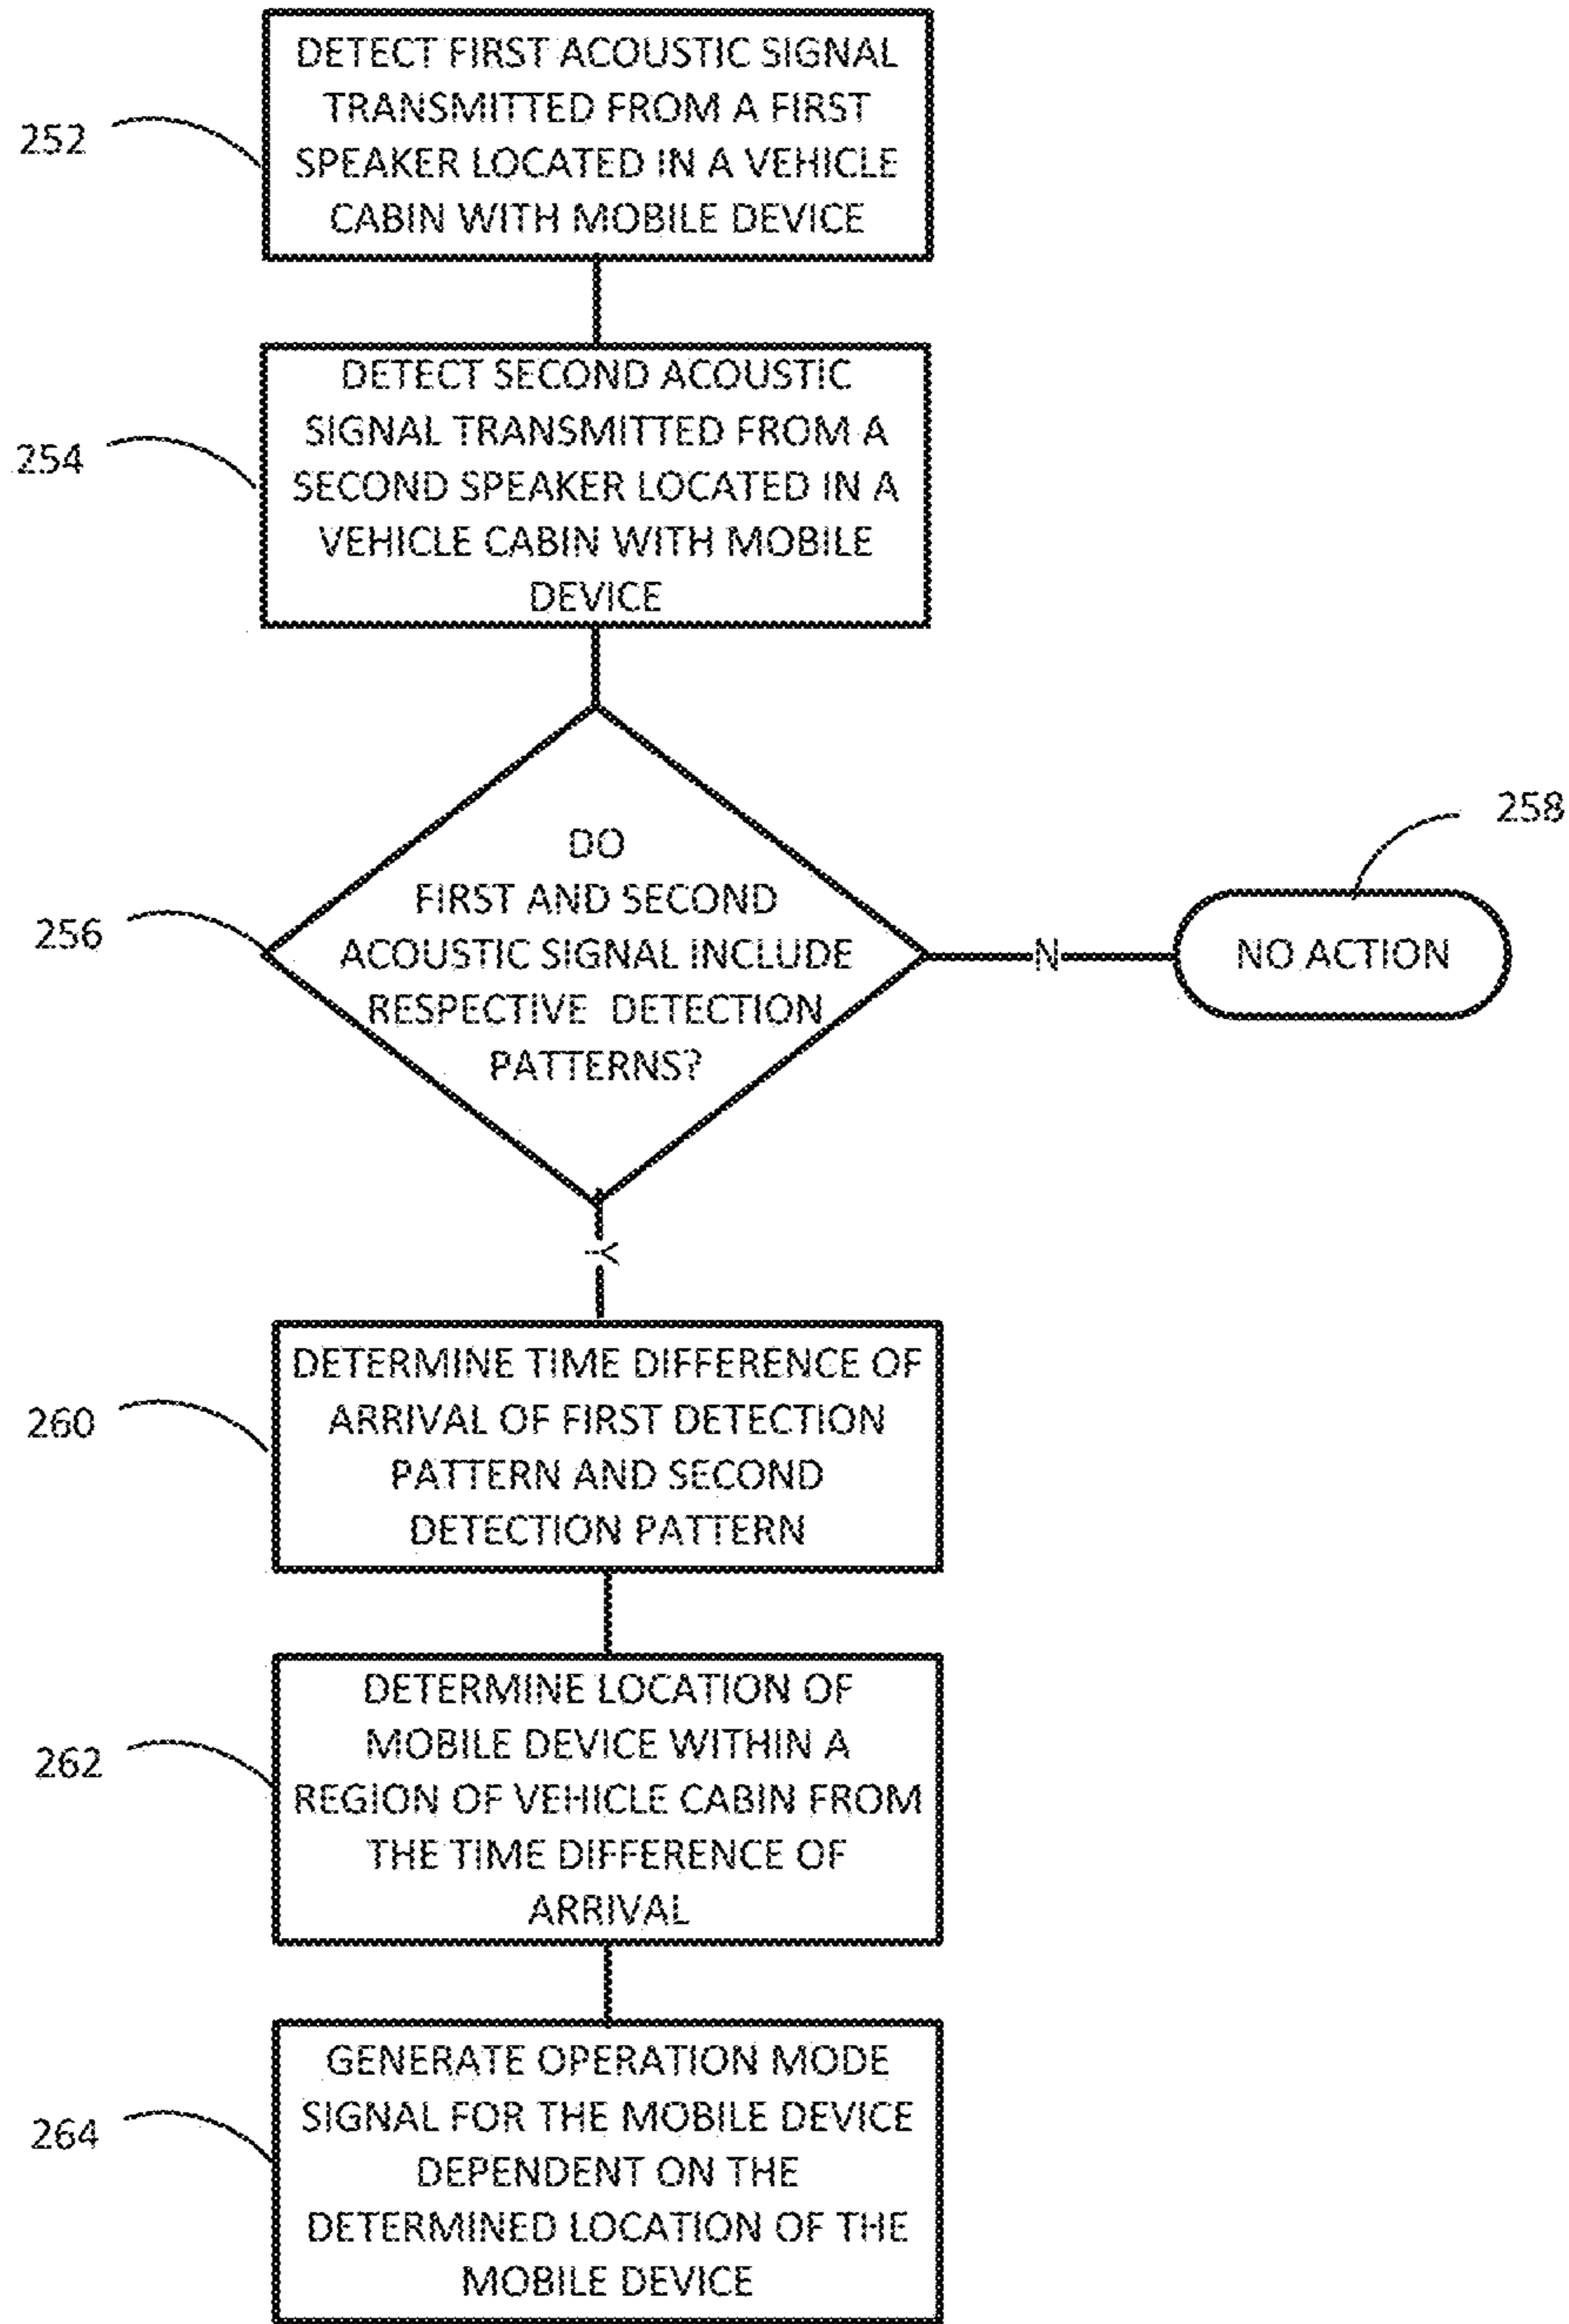 252
DETECT FIRST ACOUSTIC SIGNAL
TRANSMITTED FROM A FIRST
SPEAKER LOCATED IN A VEHICLE
CABIN WITH MOBILE DEVICE
254
DETECT SECOND ACOUSTIC
SIGNAL TRANSMITTED FROM A
SECOND SPEAKER LOCATED IN A
VEHICLE CABIN WITH MOBILE
DEVICE
256
DO
FIRST AND SECOND
ACOUSTIC SIGNAL INCLUDE
RESPECTIVE DETECTION
PATTERNS?
N
258
NO ACTION
Y
260
DETERMINE TIME DIFFERENCE OF
ARRIVAL OF FIRST DETECTION
PATTERN AND SECOND
DETECTION PATTERN
262
DETERMINE LOCATION OF
MOBILE DEVICE WITHIN A
REGION OF VEHICLE CABIN FROM
THE TIME DIFFERENCE OF
ARRIVAL
264
GENERATE OPERATION MODE
SIGNAL FOR THE MOBILE DEVICE
DEPENDENT ON THE
DETERMINED LOCATION OF THE
MOBILE DEVICE